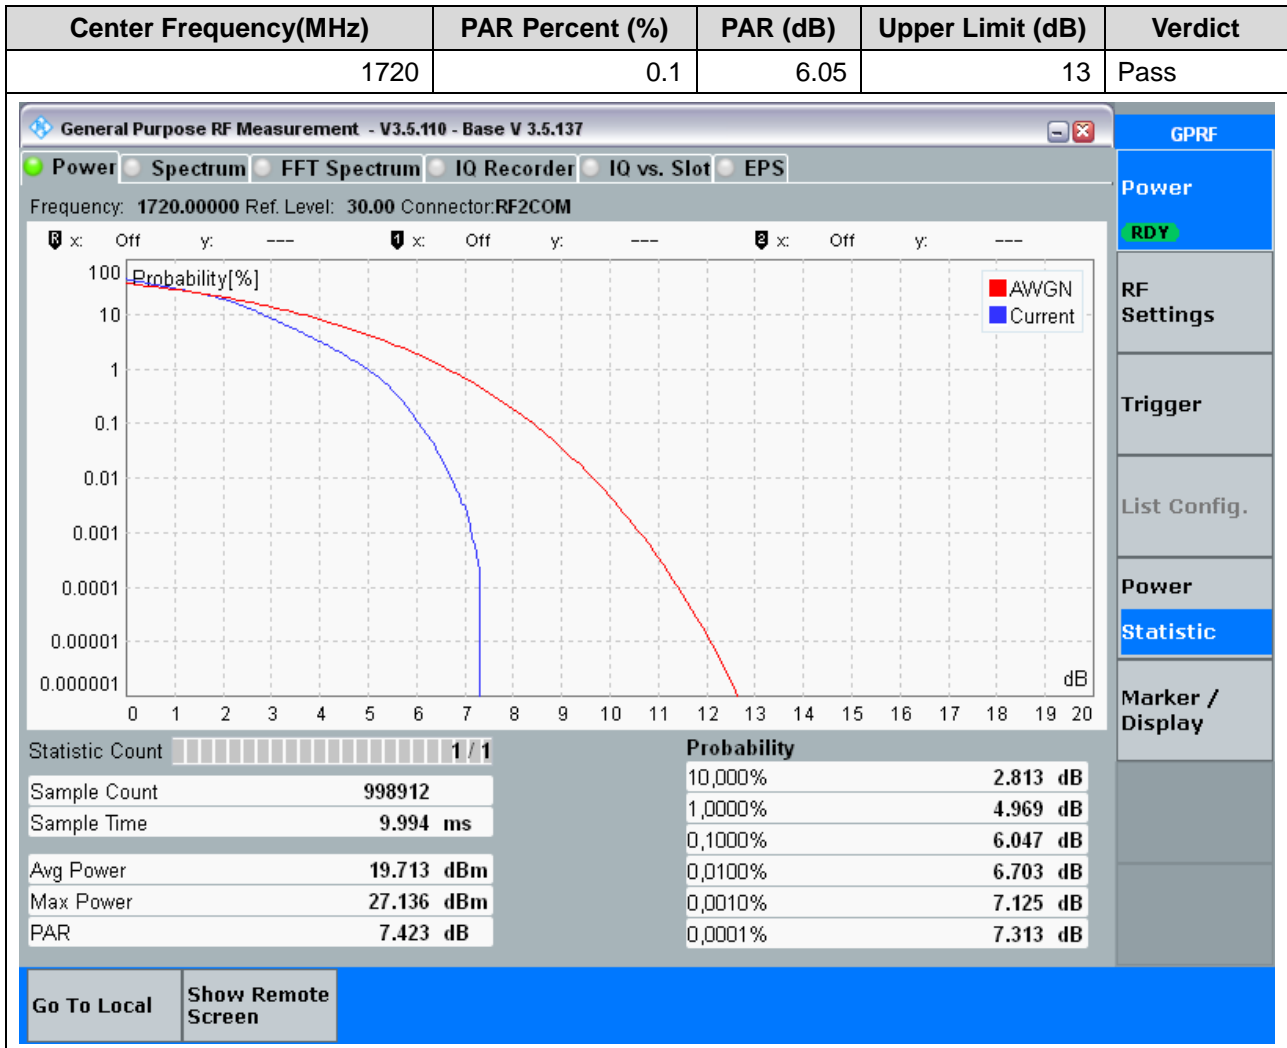 Center Frequency(MHz) PAR Percent (%) PAR (dB) Upper Limit (dB) Verdict
1720 0.1 6.05 13 Pass
General Purpose RF Measurement - V3.5.110 - Base V 3.5.137
GPRF
Power Spectrum FFT Spectrum IQ Recorder IQ vs. Slot EPS
Frequency: 1720.00000 Ref. Level: 30.00 Connector:RF2COM
R x: Off y: --- 1 x: Off y: --- 2 x: Off y: ---
Probability[%]
AWGN
Current
100
10
1
0.1
0.01
0.001
0.0001
0.00001
0.000001
dB
0 1 2 3 4 5 6 7 8 9 10 11 12 13 14 15 16 17 18 19 20
Statistic Count 1 / 1
Sample Count 998912
Sample Time 9.994 ms
Avg Power 19.713 dBm
Max Power 27.136 dBm
PAR 7.423 dB
Probability
10,000% 2.813 dB
1,0000% 4.969 dB
0,1000% 6.047 dB
0,0100% 6.703 dB
0,0010% 7.125 dB
0,0001% 7.313 dB
Power
RDY
RF
Settings
Trigger
List Config.
Power
Statistic
Marker /
Display
Go To Local
Show Remote
Screen